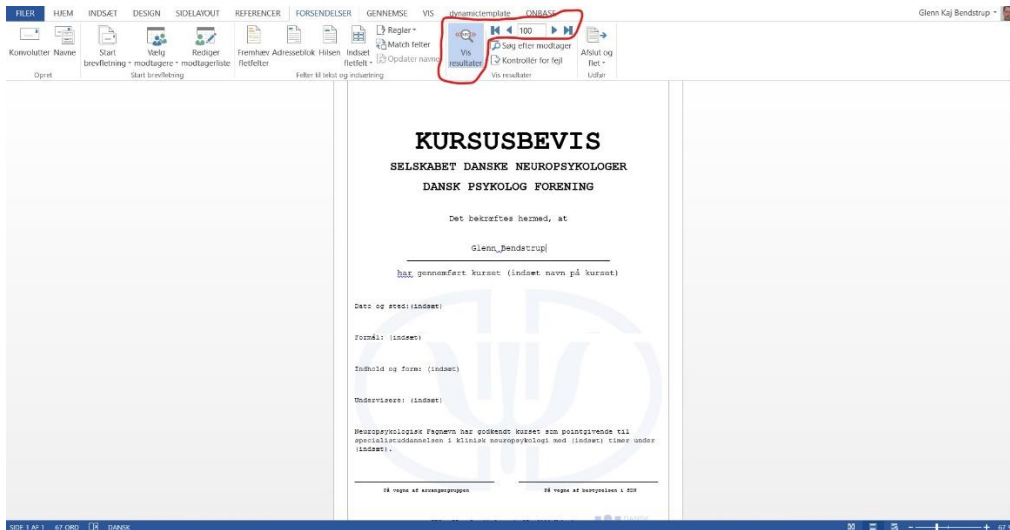 FILER HJEM INDSÆT DESIGN SIDELAYOUT REFERENCER FORSENDELSER GENNEMSE VIS dynamictemplate ONBASE Glenn Kaj Bendstrup
Konvolutter Navne
Opret
Start brevfletning
Vælg modtagere
Rediger modtagerliste
Start brevfletning
Fremhæv fletfelter
Adresseblok
Hilsen
Indsæt fletfelt
Regler
Match felter
Opdater navne
Felter til tekst og indsætning
Vis resultater
100
Søg efter modtager
Kontrollér for fejl
Vis resultater
Afslut og flet
Udfør
KURSUSBEVIS
SELSKABET DANSKE NEUROPSYKOLOGER
DANSK PSYKOLOG FORENING
Det bekræftes hermed, at
Glenn_Bendstrup
har gennemført kurset (indsæt navn på kurset)
Dato og sted:(indsæt)
Formål: (indsæt)
Indhold og form: (indsæt)
Undervisere: (indsæt)
Neuropsykologisk Fagnævn har godkendt kurset som pointgivende til
specialistuddannelsen i klinisk neuropsykologi med (indsæt) timer under
(indsæt).
På vegne af arrangørgruppen På vegne af bestyrelsen i SDN
DANSK
SIDE 1 AF 1 67 ORD DANSK